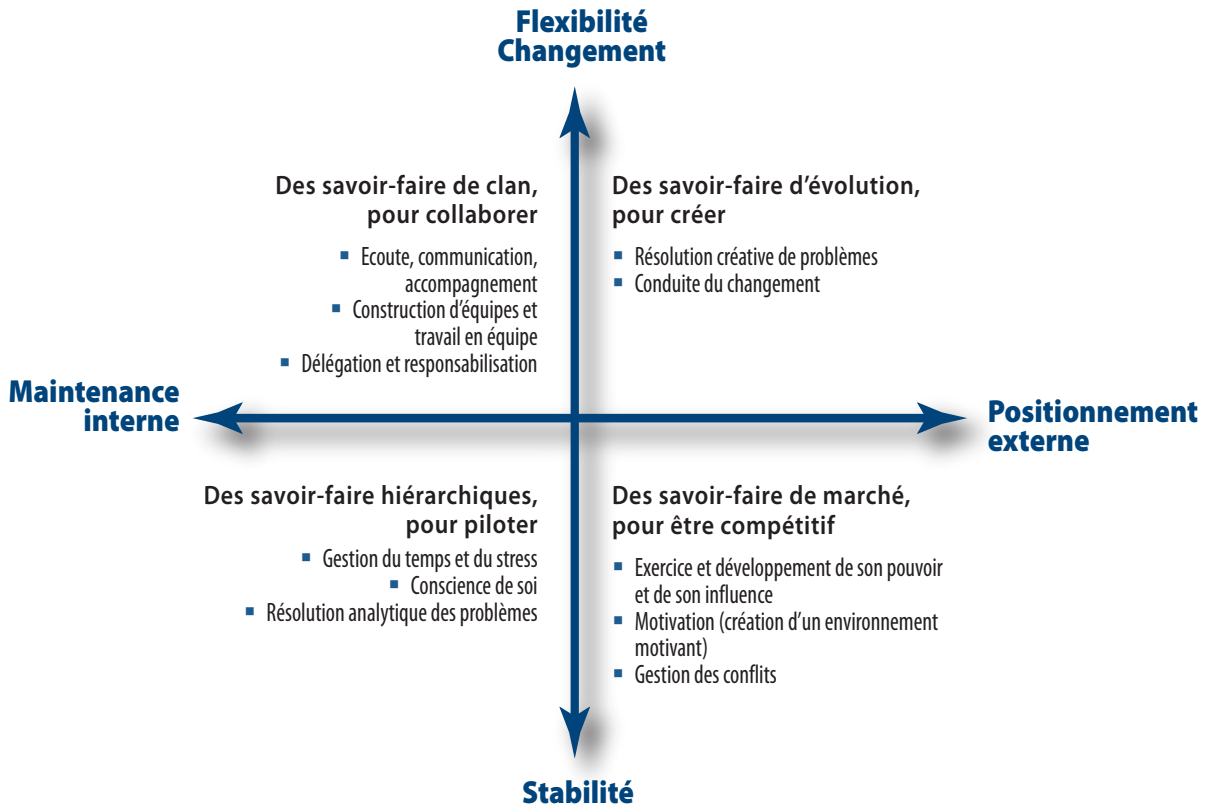 Flexibilité
Changement
Des savoir-faire de clan,
pour collaborer
▪ Ecoute, communication,
accompagnement
▪ Construction d'équipes et
travail en équipe
▪ Délégation et responsabilisation
Des savoir-faire d'évolution,
pour créer
▪ Résolution créative de problèmes
▪ Conduite du changement
Maintenance
interne
Positionnement
externe
Des savoir-faire hiérarchiques,
pour piloter
▪ Gestion du temps et du stress
▪ Conscience de soi
▪ Résolution analytique des problèmes
Des savoir-faire de marché,
pour être compétitif
▪ Exercice et développement de son pouvoir
et de son influence
▪ Motivation (création d'un environnement
motivant)
▪ Gestion des conflits
Stabilité